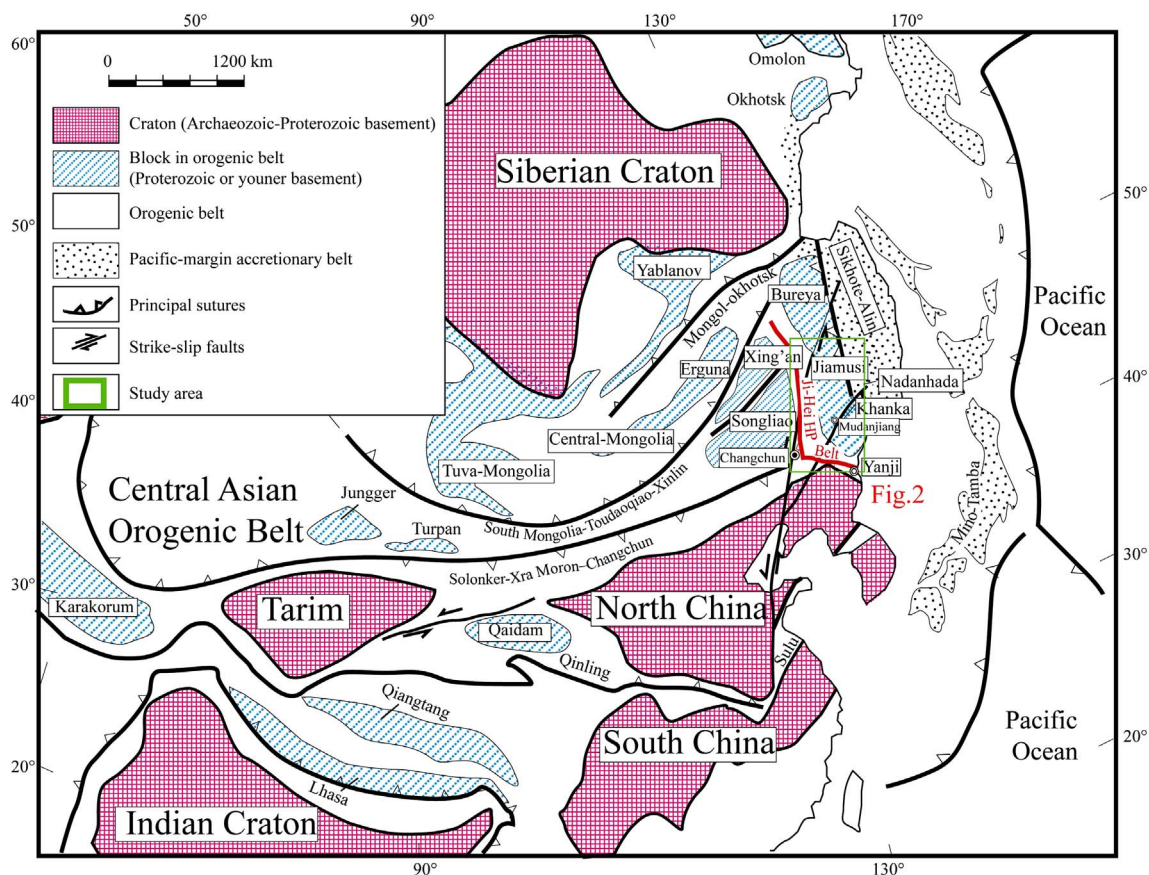 50°
90°
130°
170°
60°
0
1200 km
Craton (Archaeozoic-Proterozoic basement)
Block in orogenic belt
(Proterozoic or youner basement)
Orogenic belt
Pacific-margin accretionary belt
Principal sutures
Strike-slip faults
Study area
Omolon
Okhotsk
Siberian Craton
50°
50°
Yablanov
Mongol-okhotsk
Bureya
Sikhote-Alin
Pacific
Ocean
Erguna
Xing'an
Jiamusi
Nadanhada
40°
40°
Ji-Hei HP
Belt
Khanka
Mudanjiang
Songliao
Central-Mongolia
Changchun
Yanji
Tuva-Mongolia
Fig.2
Central Asian
Orogenic Belt
Jungger
Turpan
South Mongolia-Toudaoqiao-Xinlin
Solonker-Xra Moron-Changchun
Mino-Tamba
30°
30°
Karakorum
Tarim
North China
Qaidam
Qinling
Sulu
Qiangtang
South China
Pacific
Ocean
20°
20°
Lhasa
Indian Craton
90°
130°